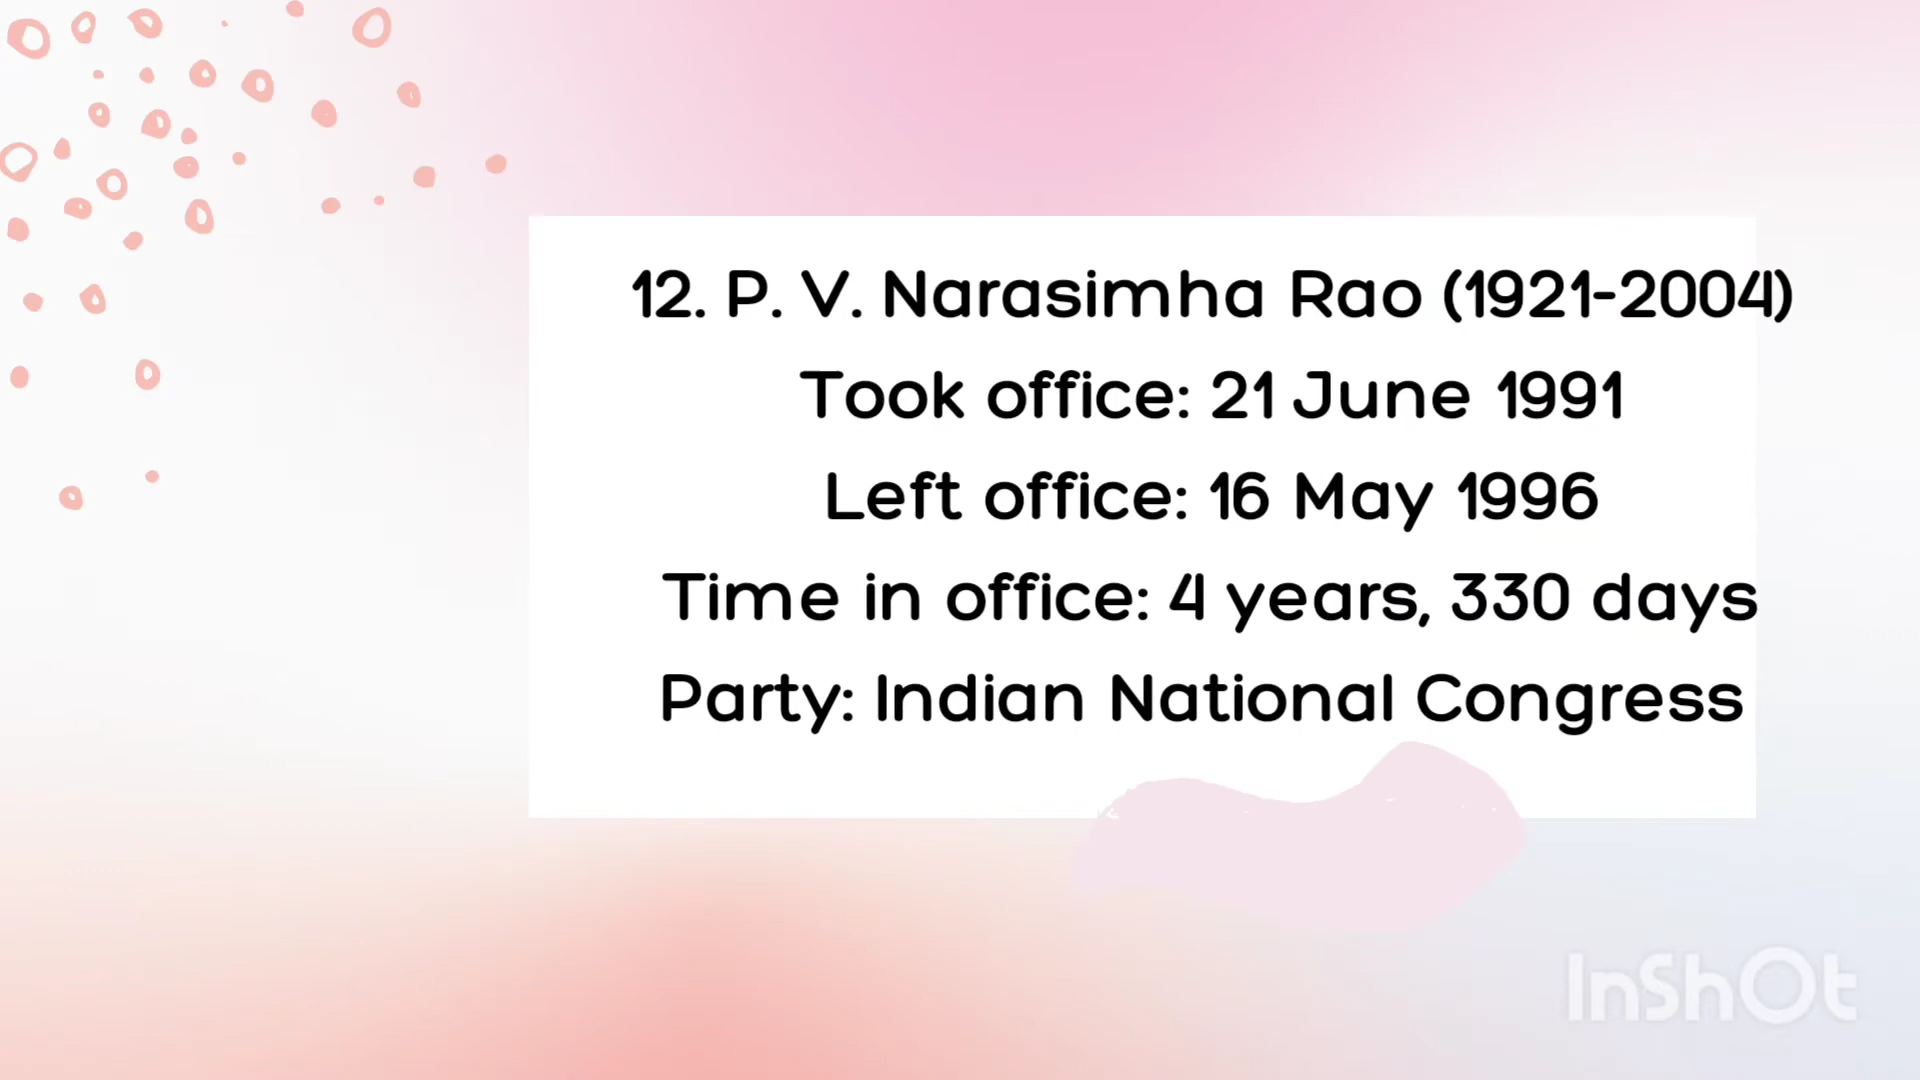 12. P. V. Narasimha Rao (1921-2004)
Took office: 21 June 1991
Left office: 16 May 1996
Time in office: 4 years, 330 days
Party: Indian National Congress
InShOt